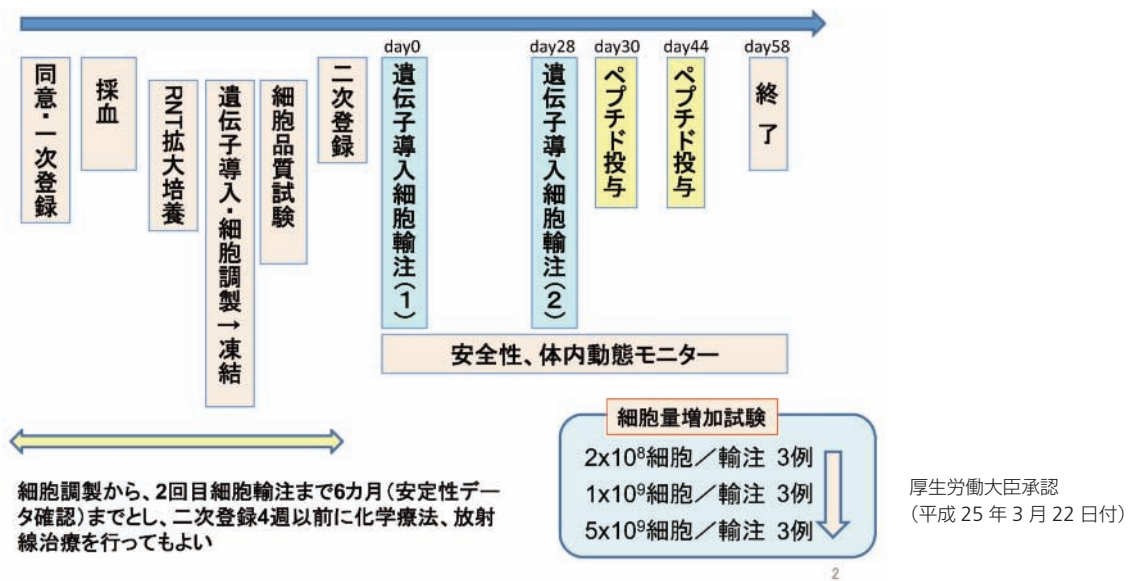 day0
day28
day30
day44
day58
同意・一次登録
採血
RNT拡大培養
遺伝子導入・細胞調製→凍結
細胞品質試験
二次登録
遺伝子導入細胞輸注(1)
遺伝子導入細胞輸注(2)
ペプチド投与
ペプチド投与
終了
安全性、体内動態モニター
細胞調製から、2回目細胞輸注まで6カ月(安定性デー
タ確認)までとし、二次登録4週以前に化学療法、放射
線治療を行ってもよい
細胞量増加試験
2x10⁸細胞／輸注 3例
1x10⁹細胞／輸注 3例
5x10⁹細胞／輸注 3例
厚生労働大臣承認
（平成 25 年 3 月 22 日付）
2